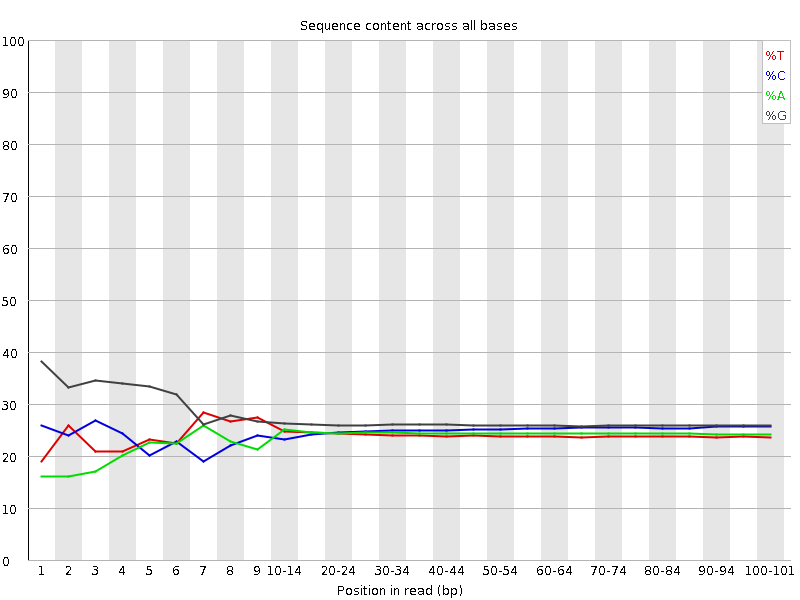 Sequence content across all bases
100
90
80
70
60
50
40
30
20
10
0
%T
%C
%A
%G
1 2 3 4 5 6 7 8 9 10-14 20-24 30-34 40-44 50-54 60-64 70-74 80-84 90-94 100-101
Position in read (bp)